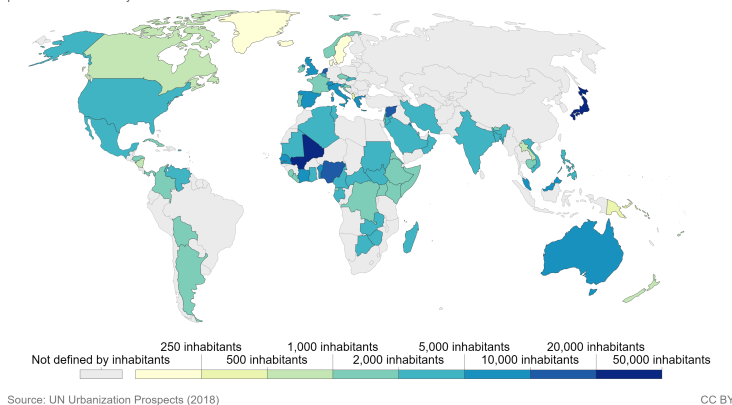 250 inhabitants 1,000 inhabitants 5,000 inhabitants 20,000 inhabitants
Not defined by inhabitants 500 inhabitants 2,000 inhabitants 10,000 inhabitants 50,000 inhabitants
Source: UN Urbanization Prospects (2018) CC BY